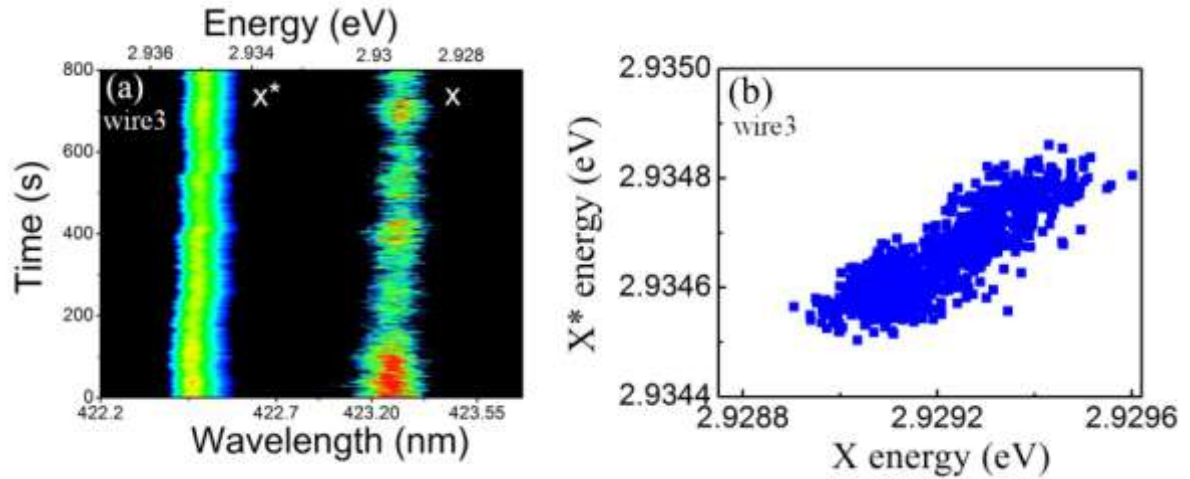 Energy (eV)
2.936 2.934 2.93 2.928
(a)
wire3
X* X
800
600
400
200
0
Time (s)
422.2 422.7 423.20 423.55
Wavelength (nm)
(b)
wire3
2.9350
2.9348
2.9346
2.9344
X* energy (eV)
2.9288 2.9292 2.9296
X energy (eV)